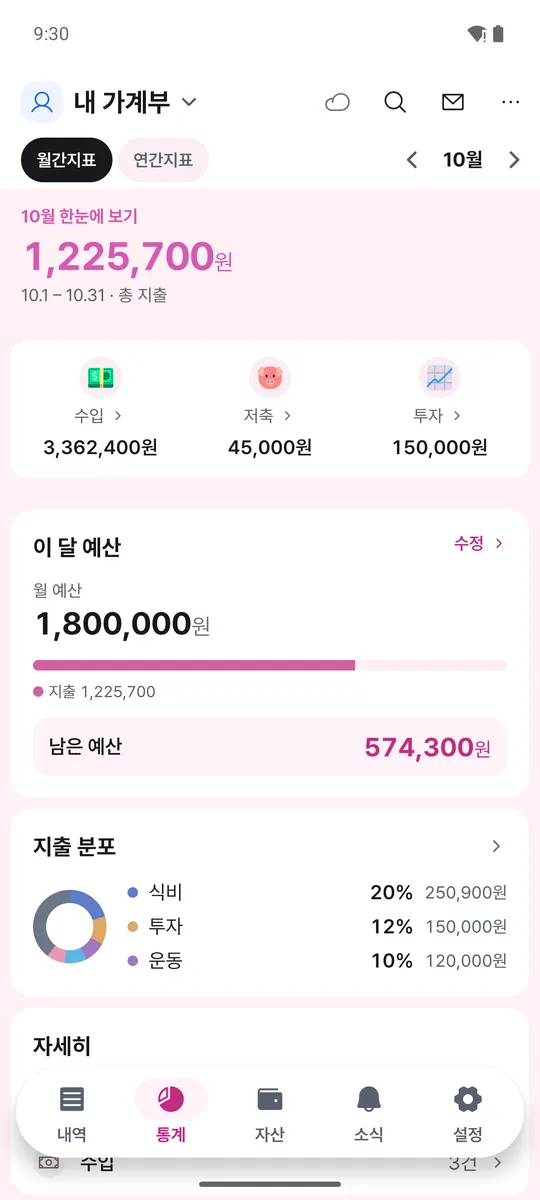 9:30
내 가계부
월간지표 연간지표 10월
10월 한눈에 보기
1,225,700원
10.1 – 10.31 · 총 지출
수입 저축 투자
3,362,400원 45,000원 150,000원
이 달 예산 수정
월 예산
1,800,000원
지출 1,225,700
남은 예산 574,300원
지출 분포
식비 20% 250,900원
투자 12% 150,000원
운동 10% 120,000원
자세히
내역 통계 자산 소식 설정
수입 3건